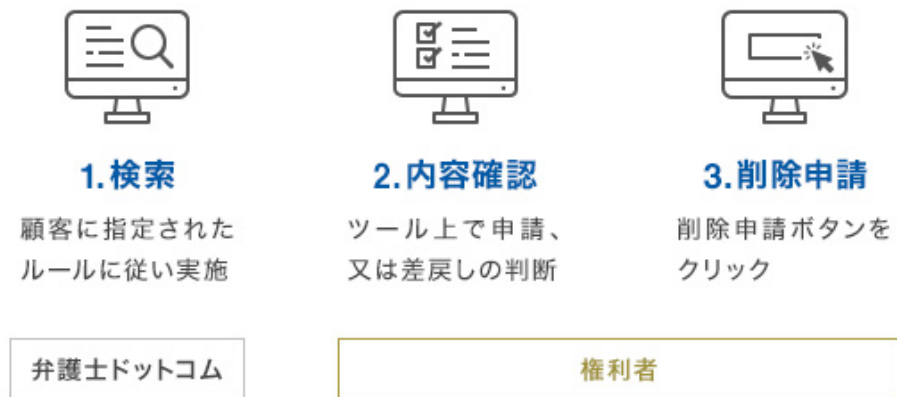 1.検索
顧客に指定された
ルールに従い実施
2.内容確認
ツール上で申請、
又は差戻しの判断
3.削除申請
削除申請ボタンを
クリック
弁護士ドットコム
権利者